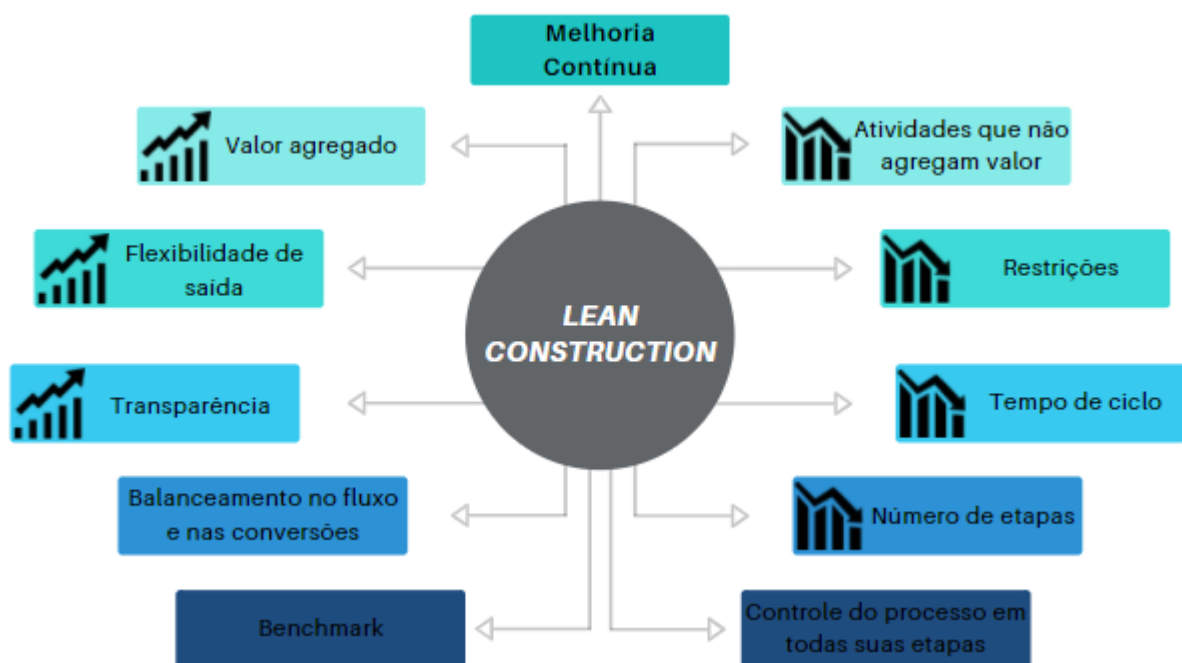 Melhoria
Contínua
Valor agregado
Atividades que não
agregam valor
Flexibilidade de
saída
Restrições
LEAN
CONSTRUCTION
Transparência
Tempo de ciclo
Balanceamento no fluxo
e nas conversões
Número de etapas
Benchmark
Controle do processo em
todas suas etapas